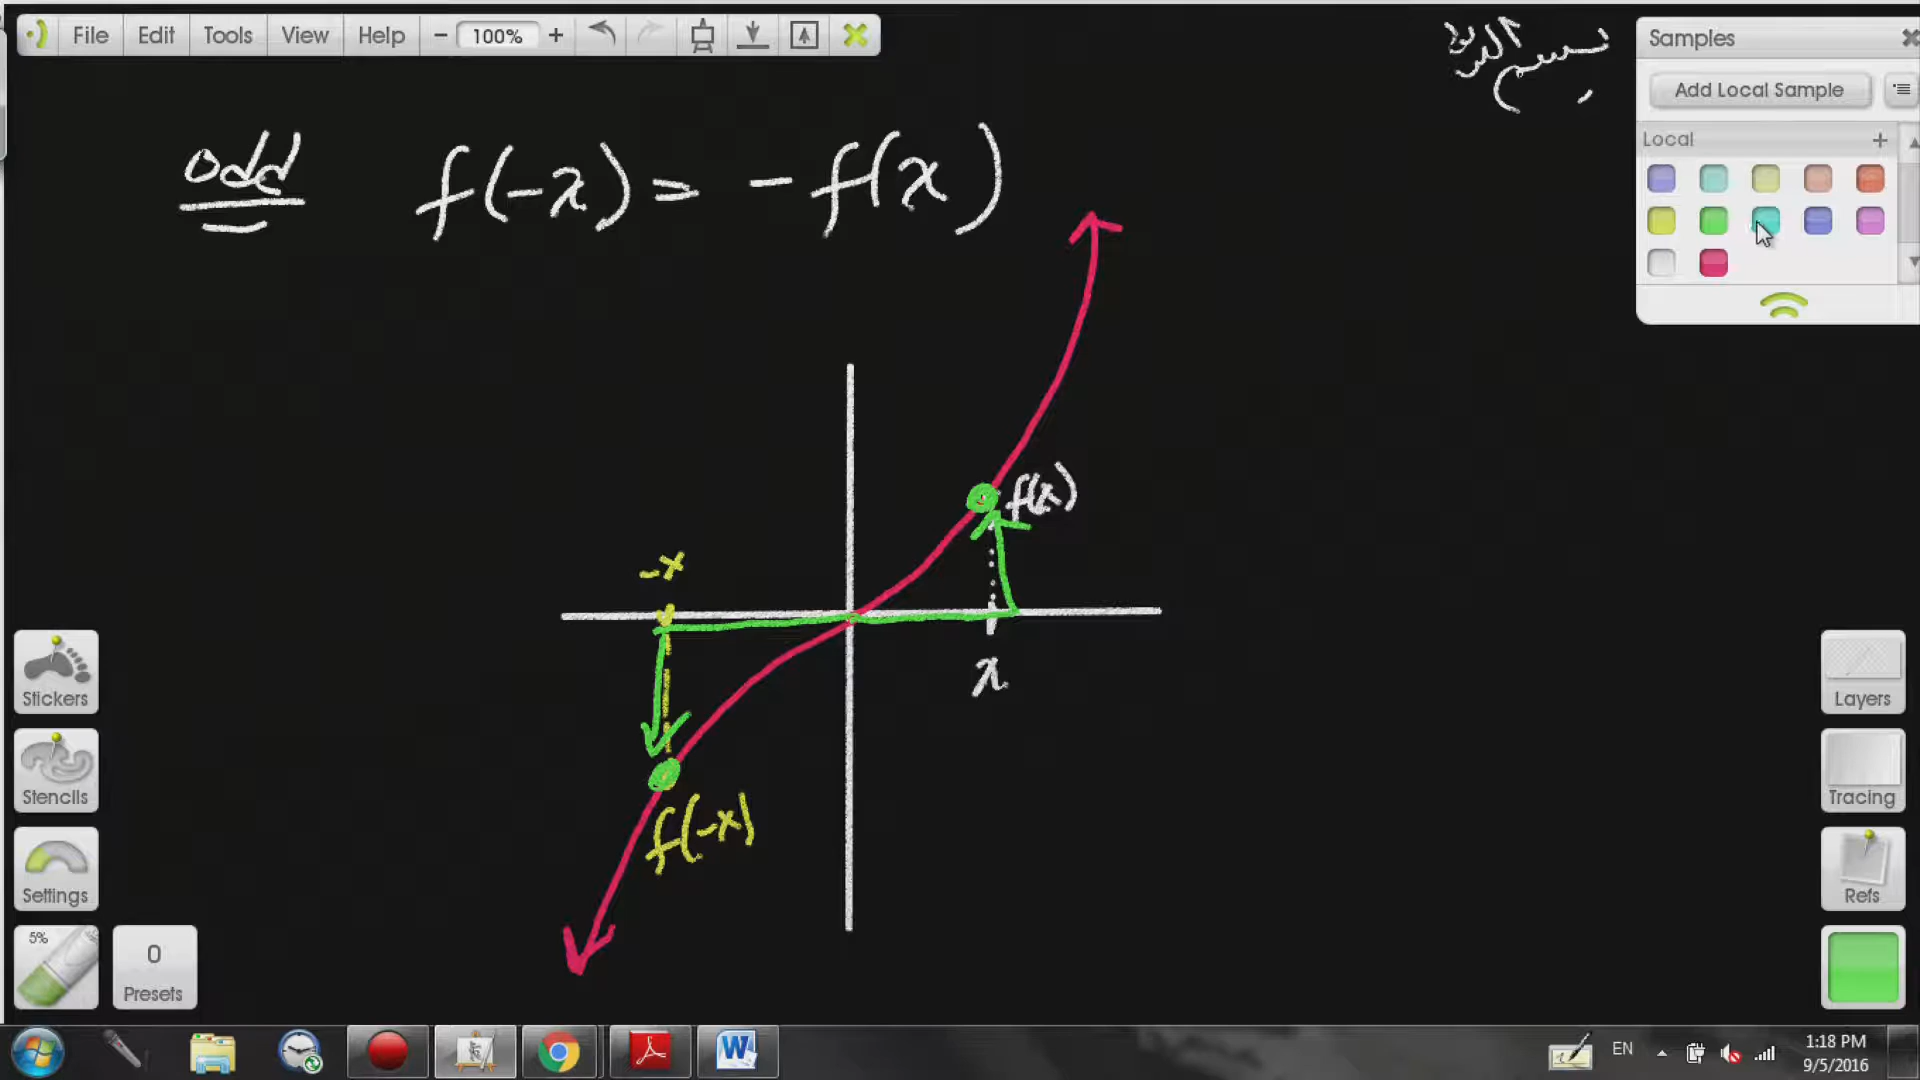 File Edit Tools View Help − 100% +
بسم الله
Samples
Add Local Sample
Local +
odd f(-x) = - f(x)
f(x)
-x
x
f(-x)
Stickers
Stencils
Settings
5%
0
Presets
Layers
Tracing
Refs
EN
1:18 PM
9/5/2016